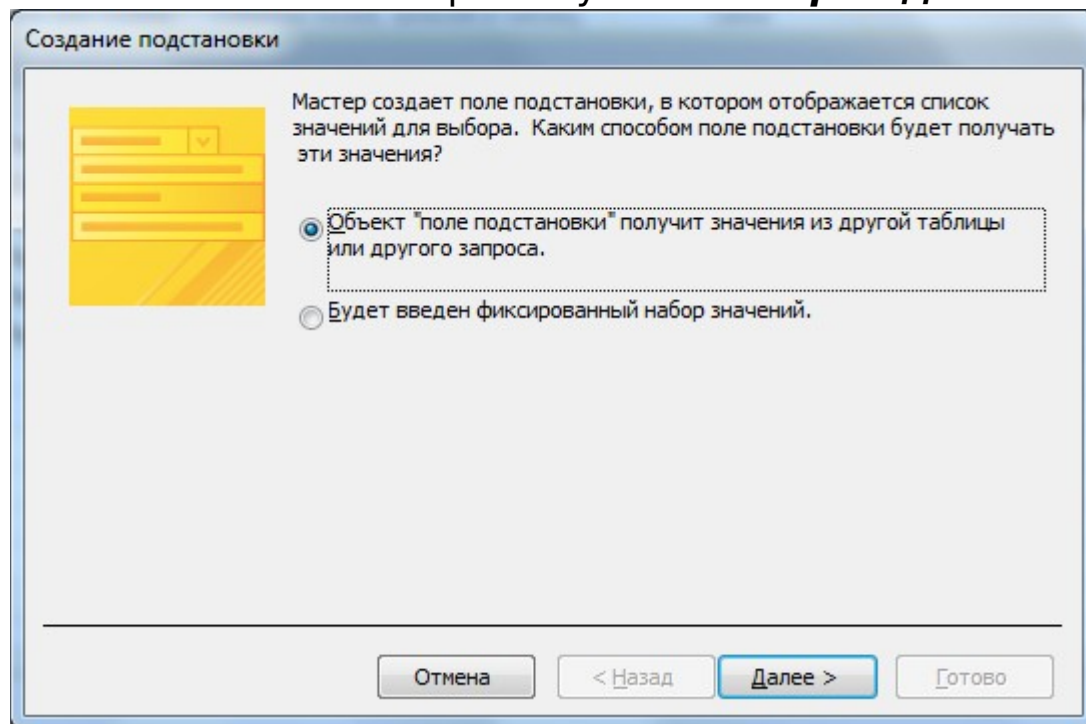 Создание подстановки
Мастер создает поле подстановки, в котором отображается список
значений для выбора. Каким способом поле подстановки будет получать
эти значения?
Объект "поле подстановки" получит значения из другой таблицы
или другого запроса.
Будет введен фиксированный набор значений.
Отмена
< Назад
Далее >
Готово